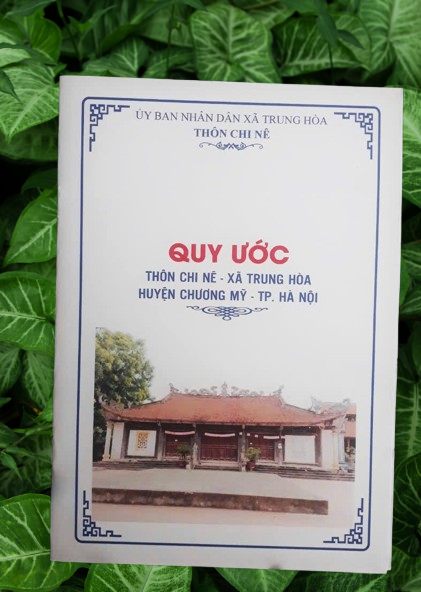 ỦY BAN NHÂN DÂN XÃ TRUNG HÒA
THÔN CHI NÊ
QUY ƯỚC
THÔN CHI NÊ - XÃ TRUNG HÒA
HUYỆN CHƯƠNG MỸ - TP. HÀ NỘI